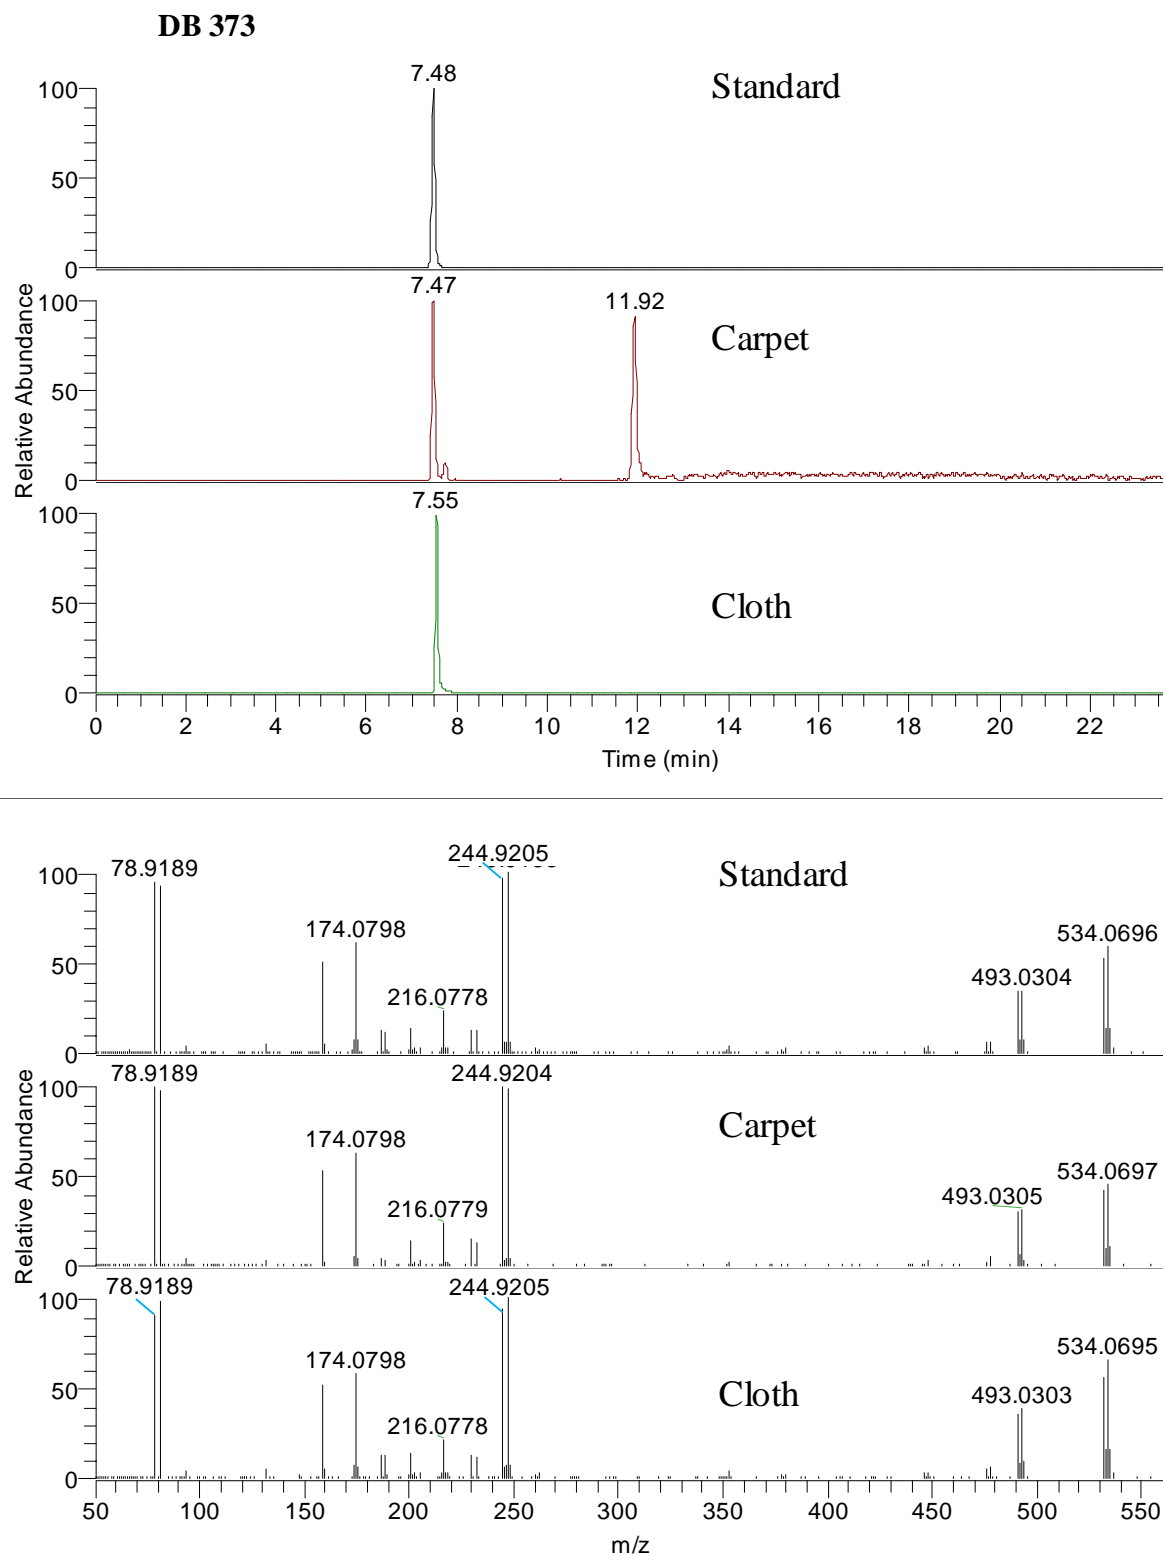 DB 373
7.48
Standard
100
50
0
7.47
11.92
Carpet
100
50
0
Relative Abundance
7.55
Cloth
100
50
0
0 2 4 6 8 10 12 14 16 18 20 22
Time (min)
78.9189 244.9205 Standard
100
174.0798 534.0696
216.0778 493.0304
50
0
78.9189 244.9204
100
Carpet
174.0798 534.0697
216.0779 493.0305
50
0
Relative Abundance
78.9189 244.9205
100
174.0798 534.0695
Cloth 493.0303
216.0778
50
0
50 100 150 200 250 300 350 400 450 500 550
m/z